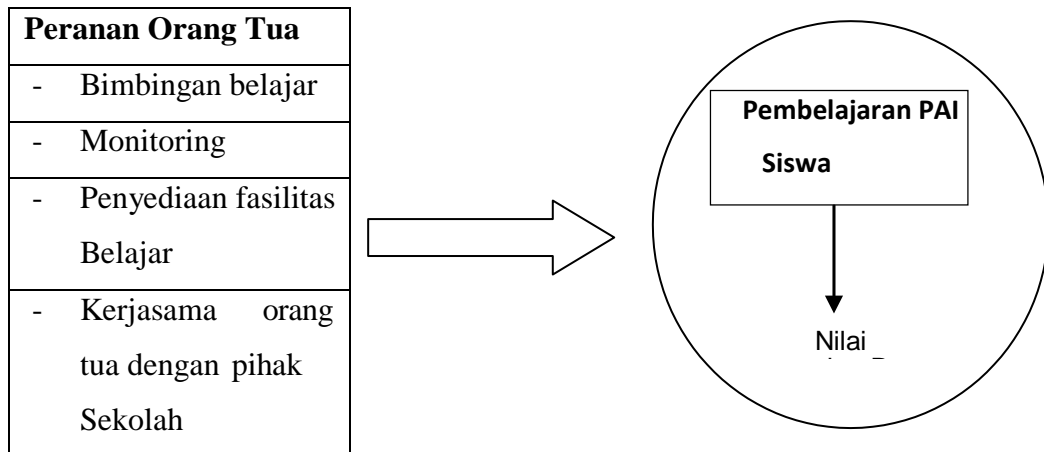 Peranan Orang Tua
- Bimbingan belajar
- Monitoring
- Penyediaan fasilitas
Belajar
- Kerjasama orang
tua dengan pihak
Sekolah
Pembelajaran PAI
Siswa
Nilai